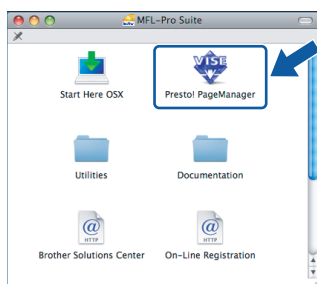 MFL-Pro Suite
Start Here OSX
VISE
Presto! PageManager
Utilities
Documentation
@
HTTP
@
HTTP
Brother Solutions Center
On-Line Registration